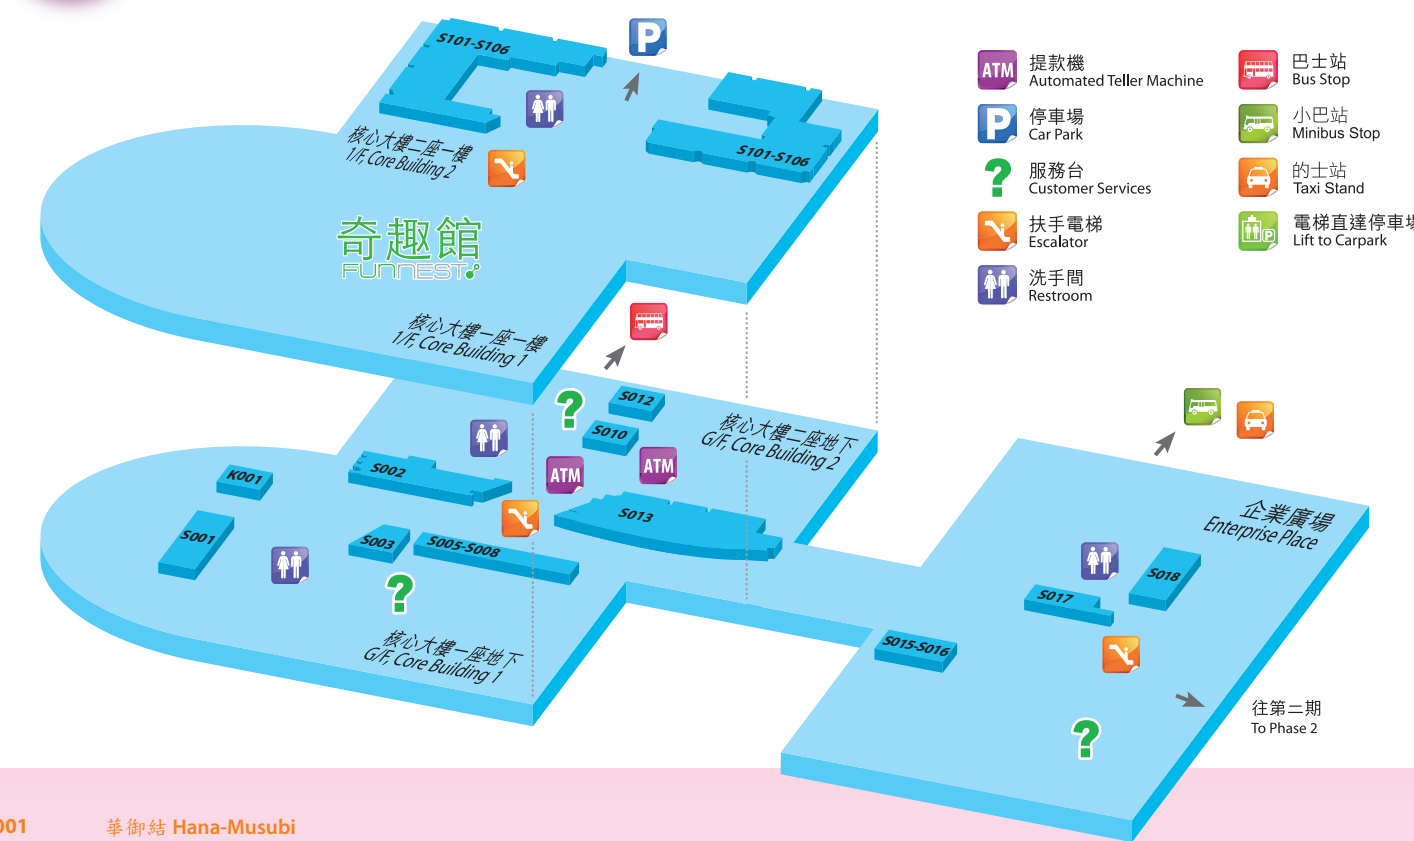 S101-S106
P
核心大樓二座一樓
1/F, Core Building 2
S101-S106
奇趣館
FUNNEST
核心大樓一座一樓
1/F, Core Building 1
ATM
提款機
Automated Teller Machine
P
停車場
Car Park
?
服務台
Customer Services
扶手電梯
Escalator
洗手間
Restroom
巴士站
Bus Stop
小巴站
Minibus Stop
的士站
Taxi Stand
P
電梯直達停車場
Lift to Carpark
?
S012
S010
核心大樓二座地下
G/F, Core Building 2
ATM
ATM
K001
S002
S001
S003
S005-S008
S013
?
核心大樓一座地下
G/F, Core Building 1
企業廣場
Enterprise Place
S018
S017
S015-S016
往第二期
To Phase 2
?
001
華御結 Hana-Musubi